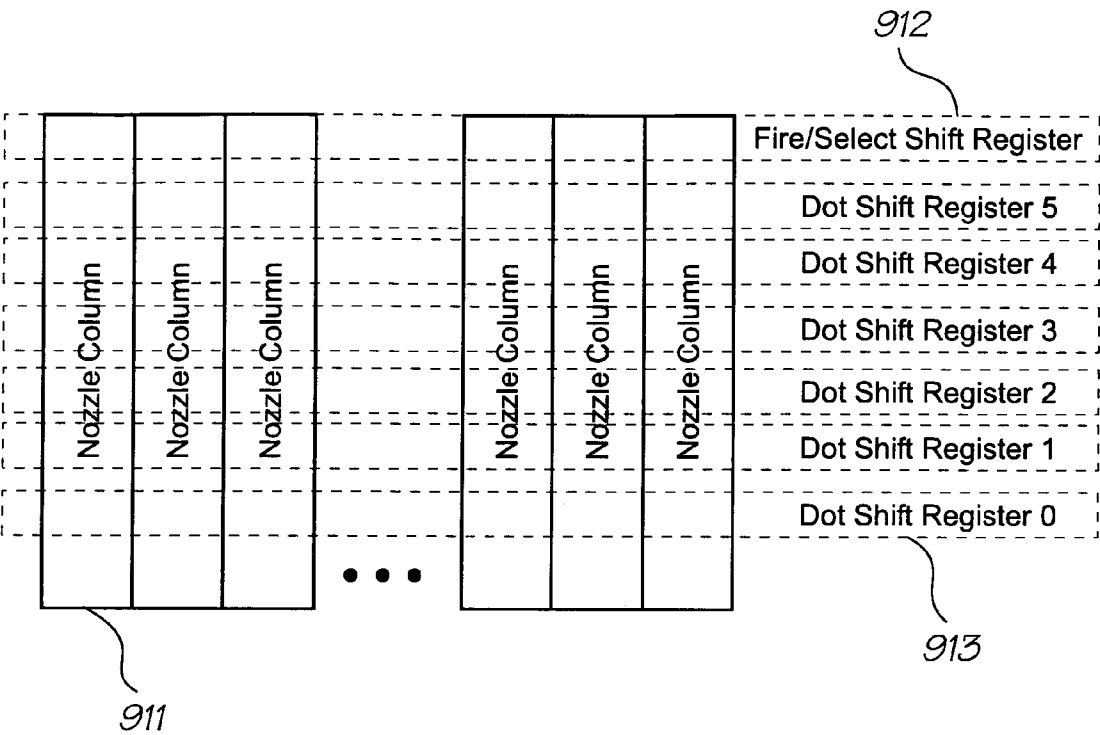 912
Fire/Select Shift Register
Dot Shift Register 5
Dot Shift Register 4
Dot Shift Register 3
Dot Shift Register 2
Dot Shift Register 1
Dot Shift Register 0
Nozzle Column
Nozzle Column
Nozzle Column
Nozzle Column
Nozzle Column
Nozzle Column
913
911